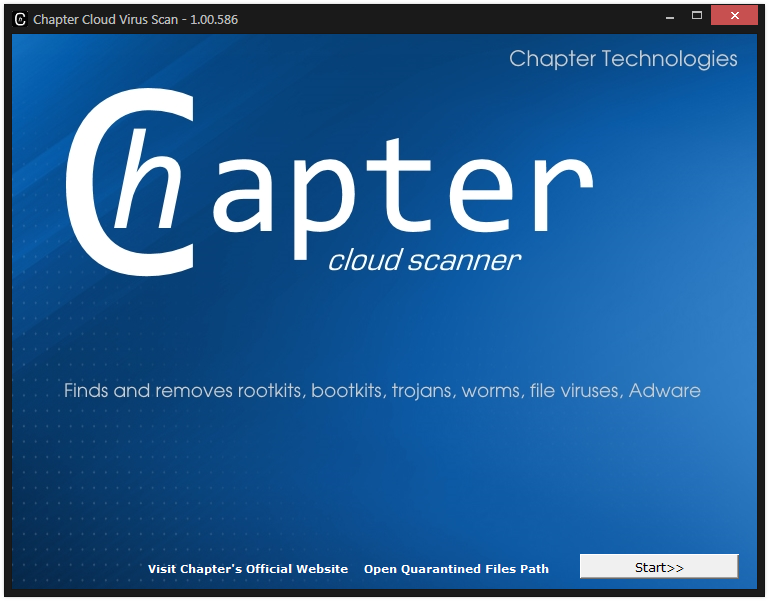 Chapter Cloud Virus Scan - 1.00.586
Chapter Technologies
Chapter
cloud scanner
Finds and removes rootkits, bootkits, trojans, worms, file viruses, Adware
Visit Chapter's Official Website Open Quarantined Files Path Start>>